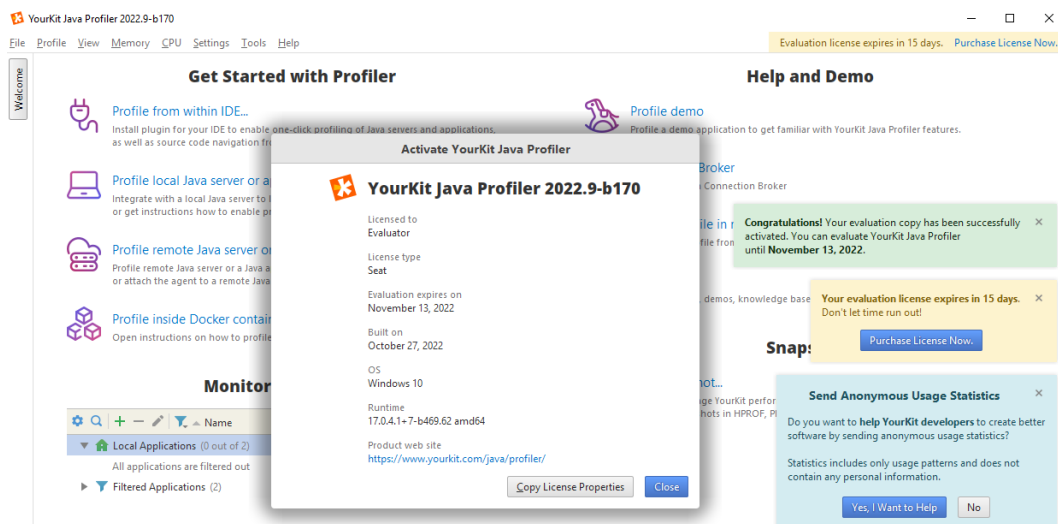 YourKit Java Profiler 2022.9-b170
File Profile View Memory CPU Settings Tools Help
Evaluation license expires in 15 days. Purchase License Now.
Welcome
Get Started with Profiler
Profile from within IDE...
Install plugin for your IDE to enable one-click profiling of Java servers and applications,
as well as source code navigation
Profile local Java server or
Integrate with a local Java server to
or get instructions how to enable
Profile remote Java server
Profile remote Java server or a Java
or attach the agent to a remote Java
Profile inside Docker
Open instructions on how to profile
Monitor
Name
Local Applications (0 out of 2)
All applications are filtered out
Filtered Applications (2)
Help and Demo
Profile demo
Profile a demo application to get familiar with YourKit Java Profiler features.
Broker
Connection Broker
file in
file from
, demos, knowledge base
Snaps
not...
YourKit
in HPROF,
Activate YourKit Java Profiler
YourKit Java Profiler 2022.9-b170
Licensed to
Evaluator
License type
Seat
Evaluation expires on
November 13, 2022
Built on
October 27, 2022
OS
Windows 10
Runtime
17.0.4.1+7-b469.62 amd64
Product web site
https://www.yourkit.com/java/profiler/
Copy License Properties Close
Congratulations! Your evaluation copy has been successfully
activated. You can evaluate YourKit Java Profiler
until November 13, 2022.
Your evaluation license expires in 15 days.
Don't let time run out!
Purchase License Now.
Send Anonymous Usage Statistics
Do you want to help YourKit developers to create better
software by sending anonymous usage statistics?
Statistics includes only usage patterns and does not
contain any personal information.
Yes, I Want to Help No